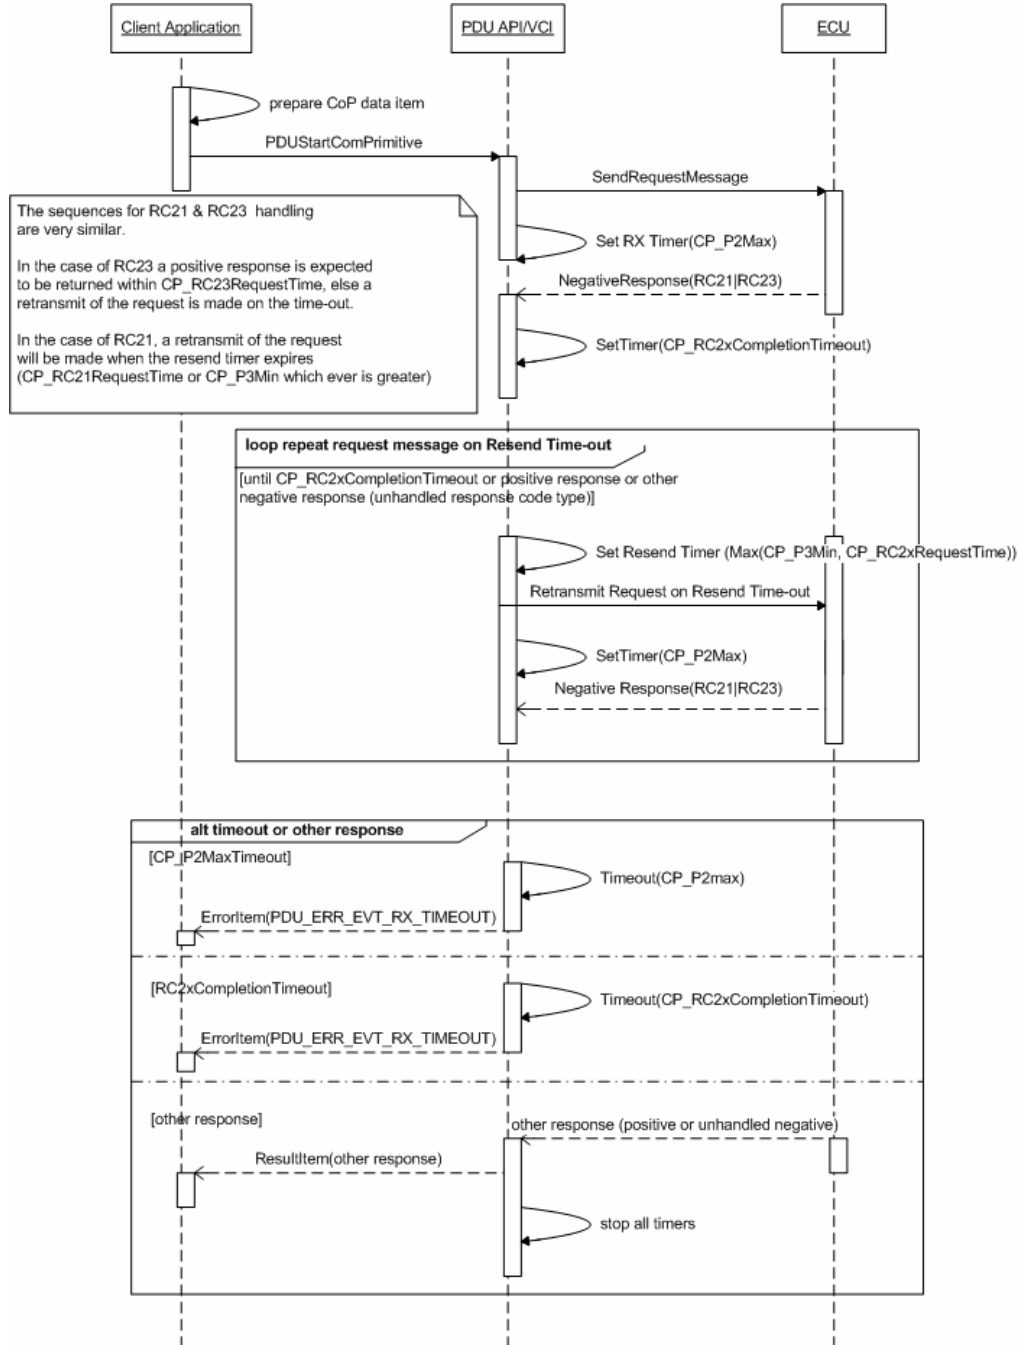 Client Application
PDU API/VCI
ECU
prepare CoP data item
PDUStartComPrimitive
SendRequestMessage
The sequences for RC21 & RC23 handling
are very similar.
In the case of RC23 a positive response is expected
to be returned within CP_RC23RequestTime, else a
retransmit of the request is made on the time-out.
In the case of RC21, a retransmit of the request
will be made when the resend timer expires
(CP_RC21RequestTime or CP_P3Min which ever is greater)
Set RX Timer(CP_P2Max)
NegativeResponse(RC21|RC23)
SetTimer(CP_RC2xCompletionTimeout)
loop repeat request message on Resend Time-out
[until CP_RC2xCompletionTimeout or positive response or other
negative response (unhandled response code type)]
Set Resend Timer (Max(CP_P3Min, CP_RC2xRequestTime))
Retransmit Request on Resend Time-out
SetTimer(CP_P2Max)
Negative Response(RC21|RC23)
alt timeout or other response
[CP_P2MaxTimeout]
Timeout(CP_P2max)
ErrorItem(PDU_ERR_EVT_RX_TIMEOUT)
[RC2xCompletionTimeout]
Timeout(CP_RC2xCompletionTimeout)
ErrorItem(PDU_ERR_EVT_RX_TIMEOUT)
[other response]
other response (positive or unhandled negative)
ResultItem(other response)
stop all timers